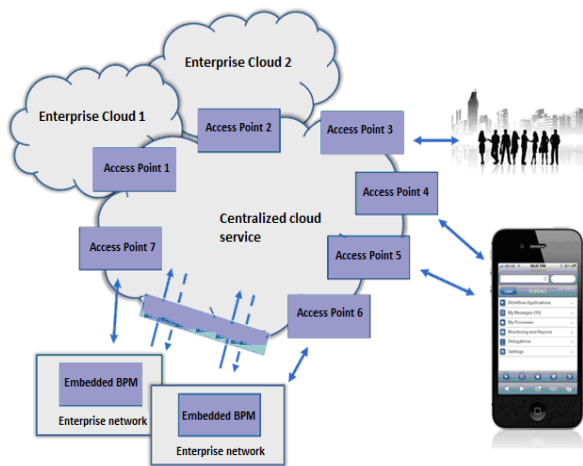 Enterprise Cloud 2
Enterprise Cloud 1
Access Point 2
Access Point 3
Access Point 1
Access Point 4
Centralized cloud
service
Access Point 7
Access Point 5
Access Point 6
Workflow Applications
My Messages
My Processes
Monitoring and Reports
Delegations
Settings
Embedded BPM
Enterprise network
Embedded BPM
Enterprise network